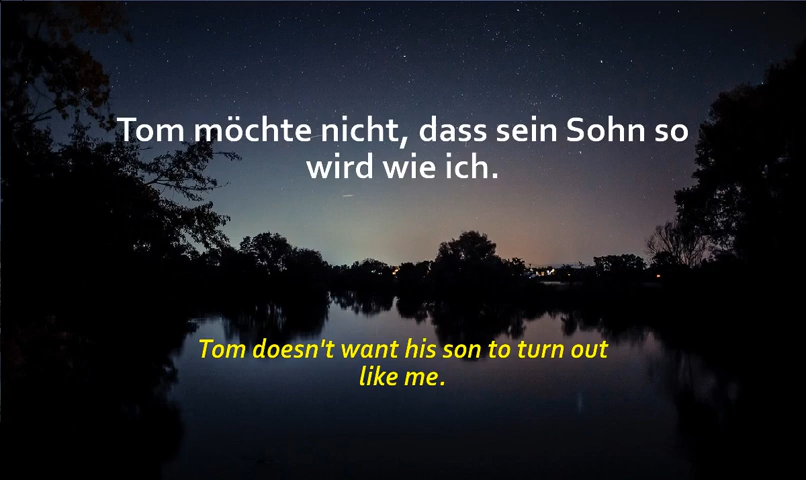 Tom möchte nicht, dass sein Sohn so
wird wie ich.
Tom doesn't want his son to turn out
like me.